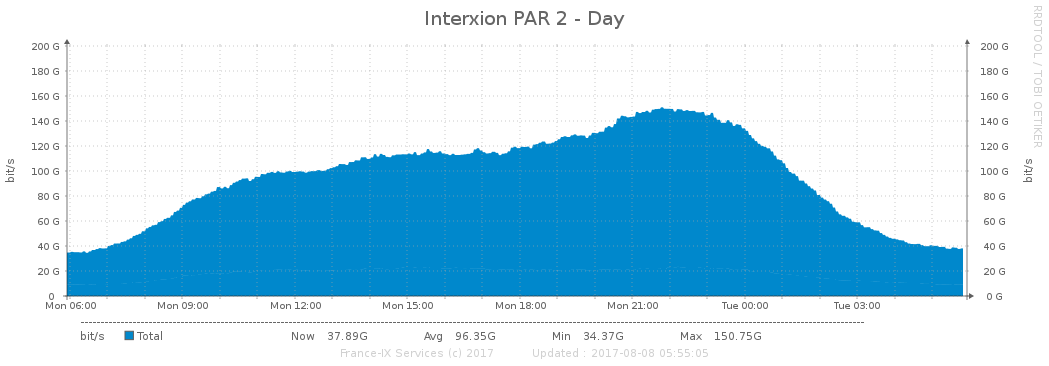 Interxion PAR 2 - Day
RRDTOOL / TOBI OETIKER
200 G 200 G
180 G 180 G
160 G 160 G
140 G 140 G
120 G 120 G
100 G 100 G
80 G 80 G
60 G 60 G
40 G 40 G
20 G 20 G
0 0 G
bit/s bit/s
Mon 06:00 Mon 09:00 Mon 12:00 Mon 15:00 Mon 18:00 Mon 21:00 Tue 00:00 Tue 03:00
bit/s Total Now 37.89G Avg 96.35G Min 34.37G Max 150.75G
France-IX Services (c) 2017 Updated : 2017-08-08 05:55:05